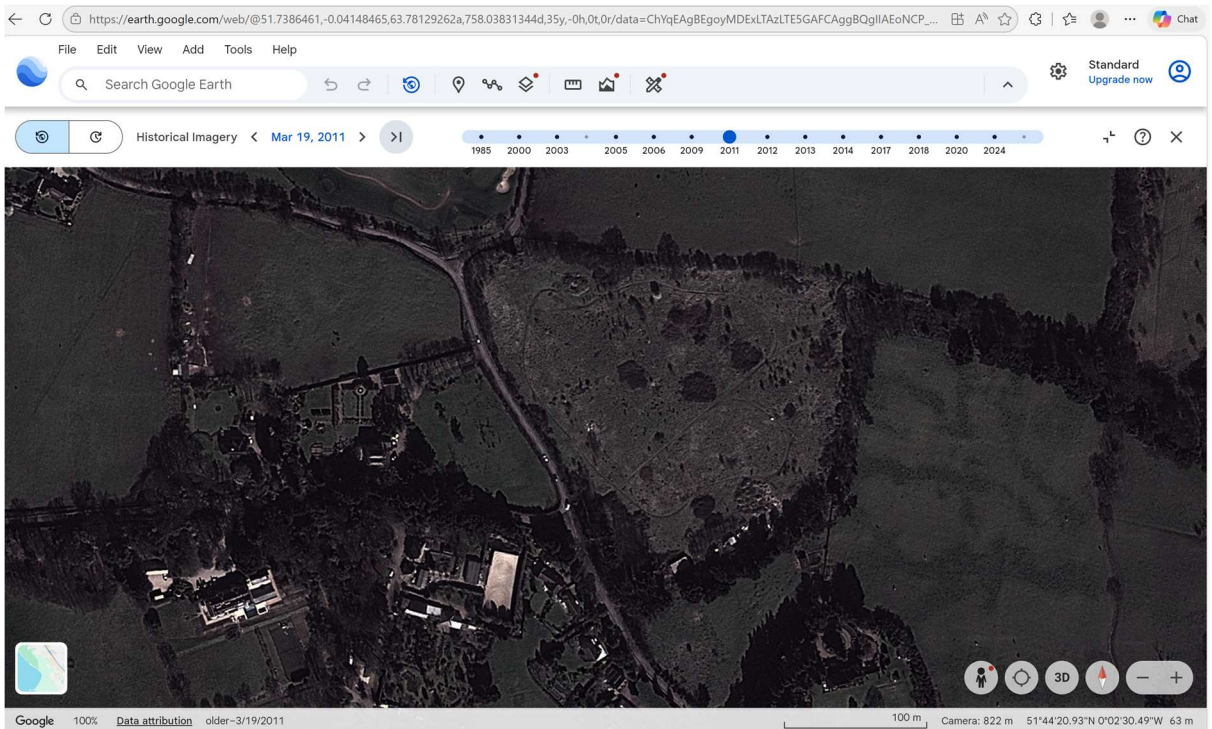 https://earth.google.com/web/@51.7386461,-0.04148465,63.78129262a,758.03831344d,35y,-0h,0t,0r/data=ChYqEAgBEgoyMDExLTAzLTE5GAFCAggBQgIIAEoNCP_...
Chat
File Edit View Add Tools Help
Search Google Earth
Standard
Upgrade now
Historical Imagery Mar 19, 2011
1985 2000 2003 2005 2006 2009 2011 2012 2013 2014 2017 2018 2020 2024
3D
Google 100% Data attribution older–3/19/2011 100 m Camera: 822 m 51°44'20.93"N 0°02'30.49"W 63 m